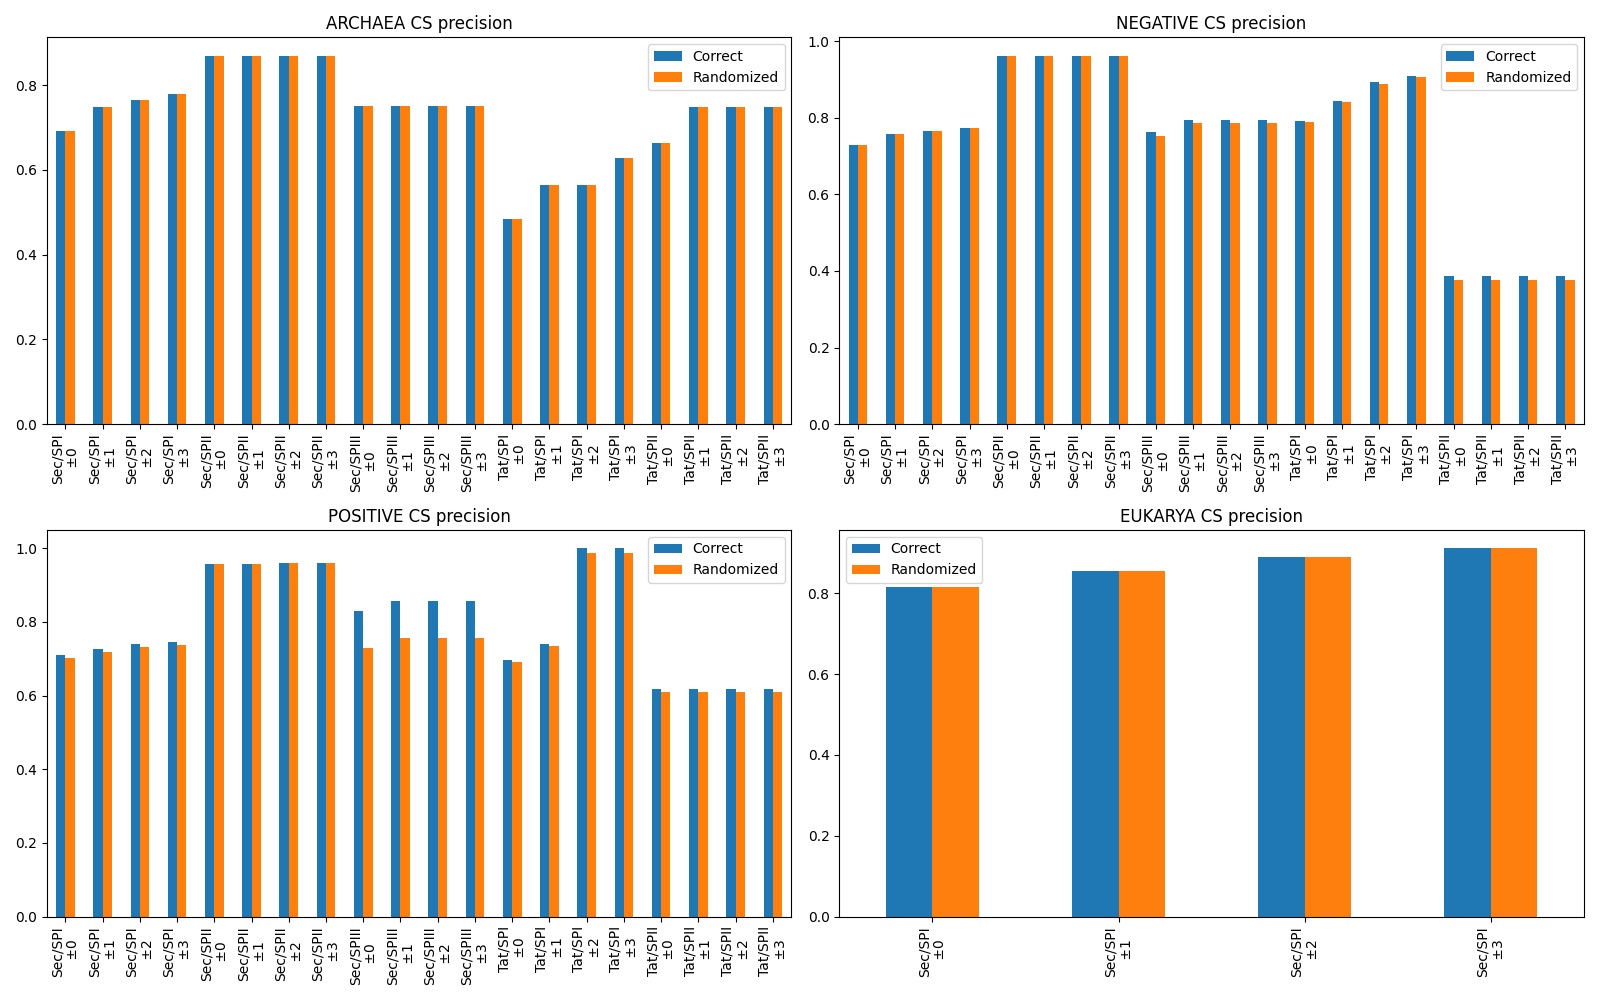 ARCHAEA CS precision
Correct
Randomized
0.8
0.6
0.4
0.2
0.0
Sec/SPI
±0
Sec/SPI
±1
Sec/SPI
±2
Sec/SPI
±3
Sec/SPII
±0
Sec/SPII
±1
Sec/SPII
±2
Sec/SPII
±3
Sec/SPIII
±0
Sec/SPIII
±1
Sec/SPIII
±2
Sec/SPIII
±3
Tat/SPI
±0
Tat/SPI
±1
Tat/SPI
±2
Tat/SPI
±3
Tat/SPII
±0
Tat/SPII
±1
Tat/SPII
±2
Tat/SPII
±3
NEGATIVE CS precision
Correct
Randomized
1.0
0.8
0.6
0.4
0.2
0.0
Sec/SPI
±0
Sec/SPI
±1
Sec/SPI
±2
Sec/SPI
±3
Sec/SPII
±0
Sec/SPII
±1
Sec/SPII
±2
Sec/SPII
±3
Sec/SPIII
±0
Sec/SPIII
±1
Sec/SPIII
±2
Sec/SPIII
±3
Tat/SPI
±0
Tat/SPI
±1
Tat/SPI
±2
Tat/SPI
±3
Tat/SPII
±0
Tat/SPII
±1
Tat/SPII
±2
Tat/SPII
±3
POSITIVE CS precision
Correct
Randomized
1.0
0.8
0.6
0.4
0.2
0.0
Sec/SPI
±0
Sec/SPI
±1
Sec/SPI
±2
Sec/SPI
±3
Sec/SPII
±0
Sec/SPII
±1
Sec/SPII
±2
Sec/SPII
±3
Sec/SPIII
±0
Sec/SPIII
±1
Sec/SPIII
±2
Sec/SPIII
±3
Tat/SPI
±0
Tat/SPI
±1
Tat/SPI
±2
Tat/SPI
±3
Tat/SPII
±0
Tat/SPII
±1
Tat/SPII
±2
Tat/SPII
±3
EUKARYA CS precision
Correct
Randomized
0.8
0.6
0.4
0.2
0.0
Sec/SPI
±0
Sec/SPI
±1
Sec/SPI
±2
Sec/SPI
±3